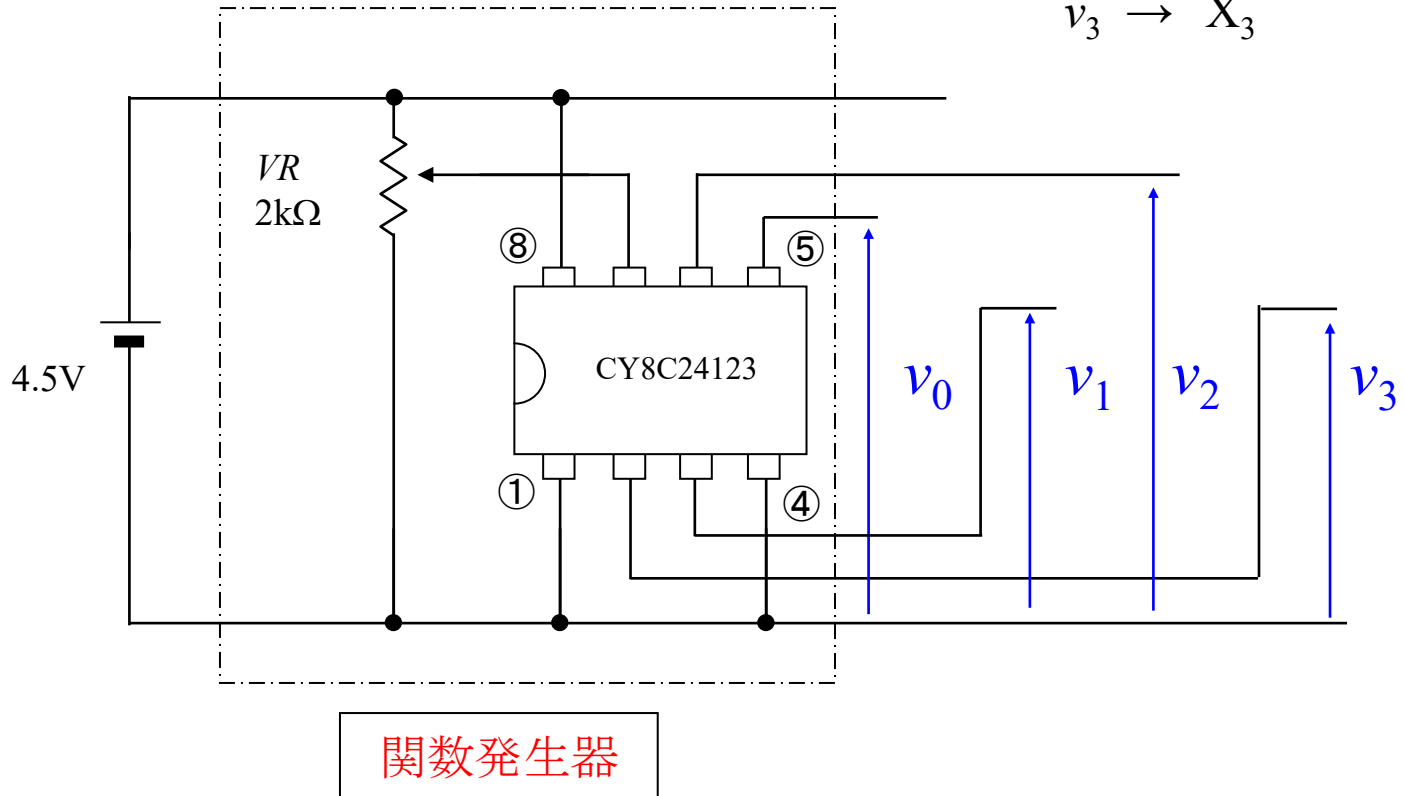 v₃ → X₃
VR
2kΩ
⑧
⑤
4.5V
CY8C24123
v₀
v₁
v₂
v₃
①
④
関数発生器